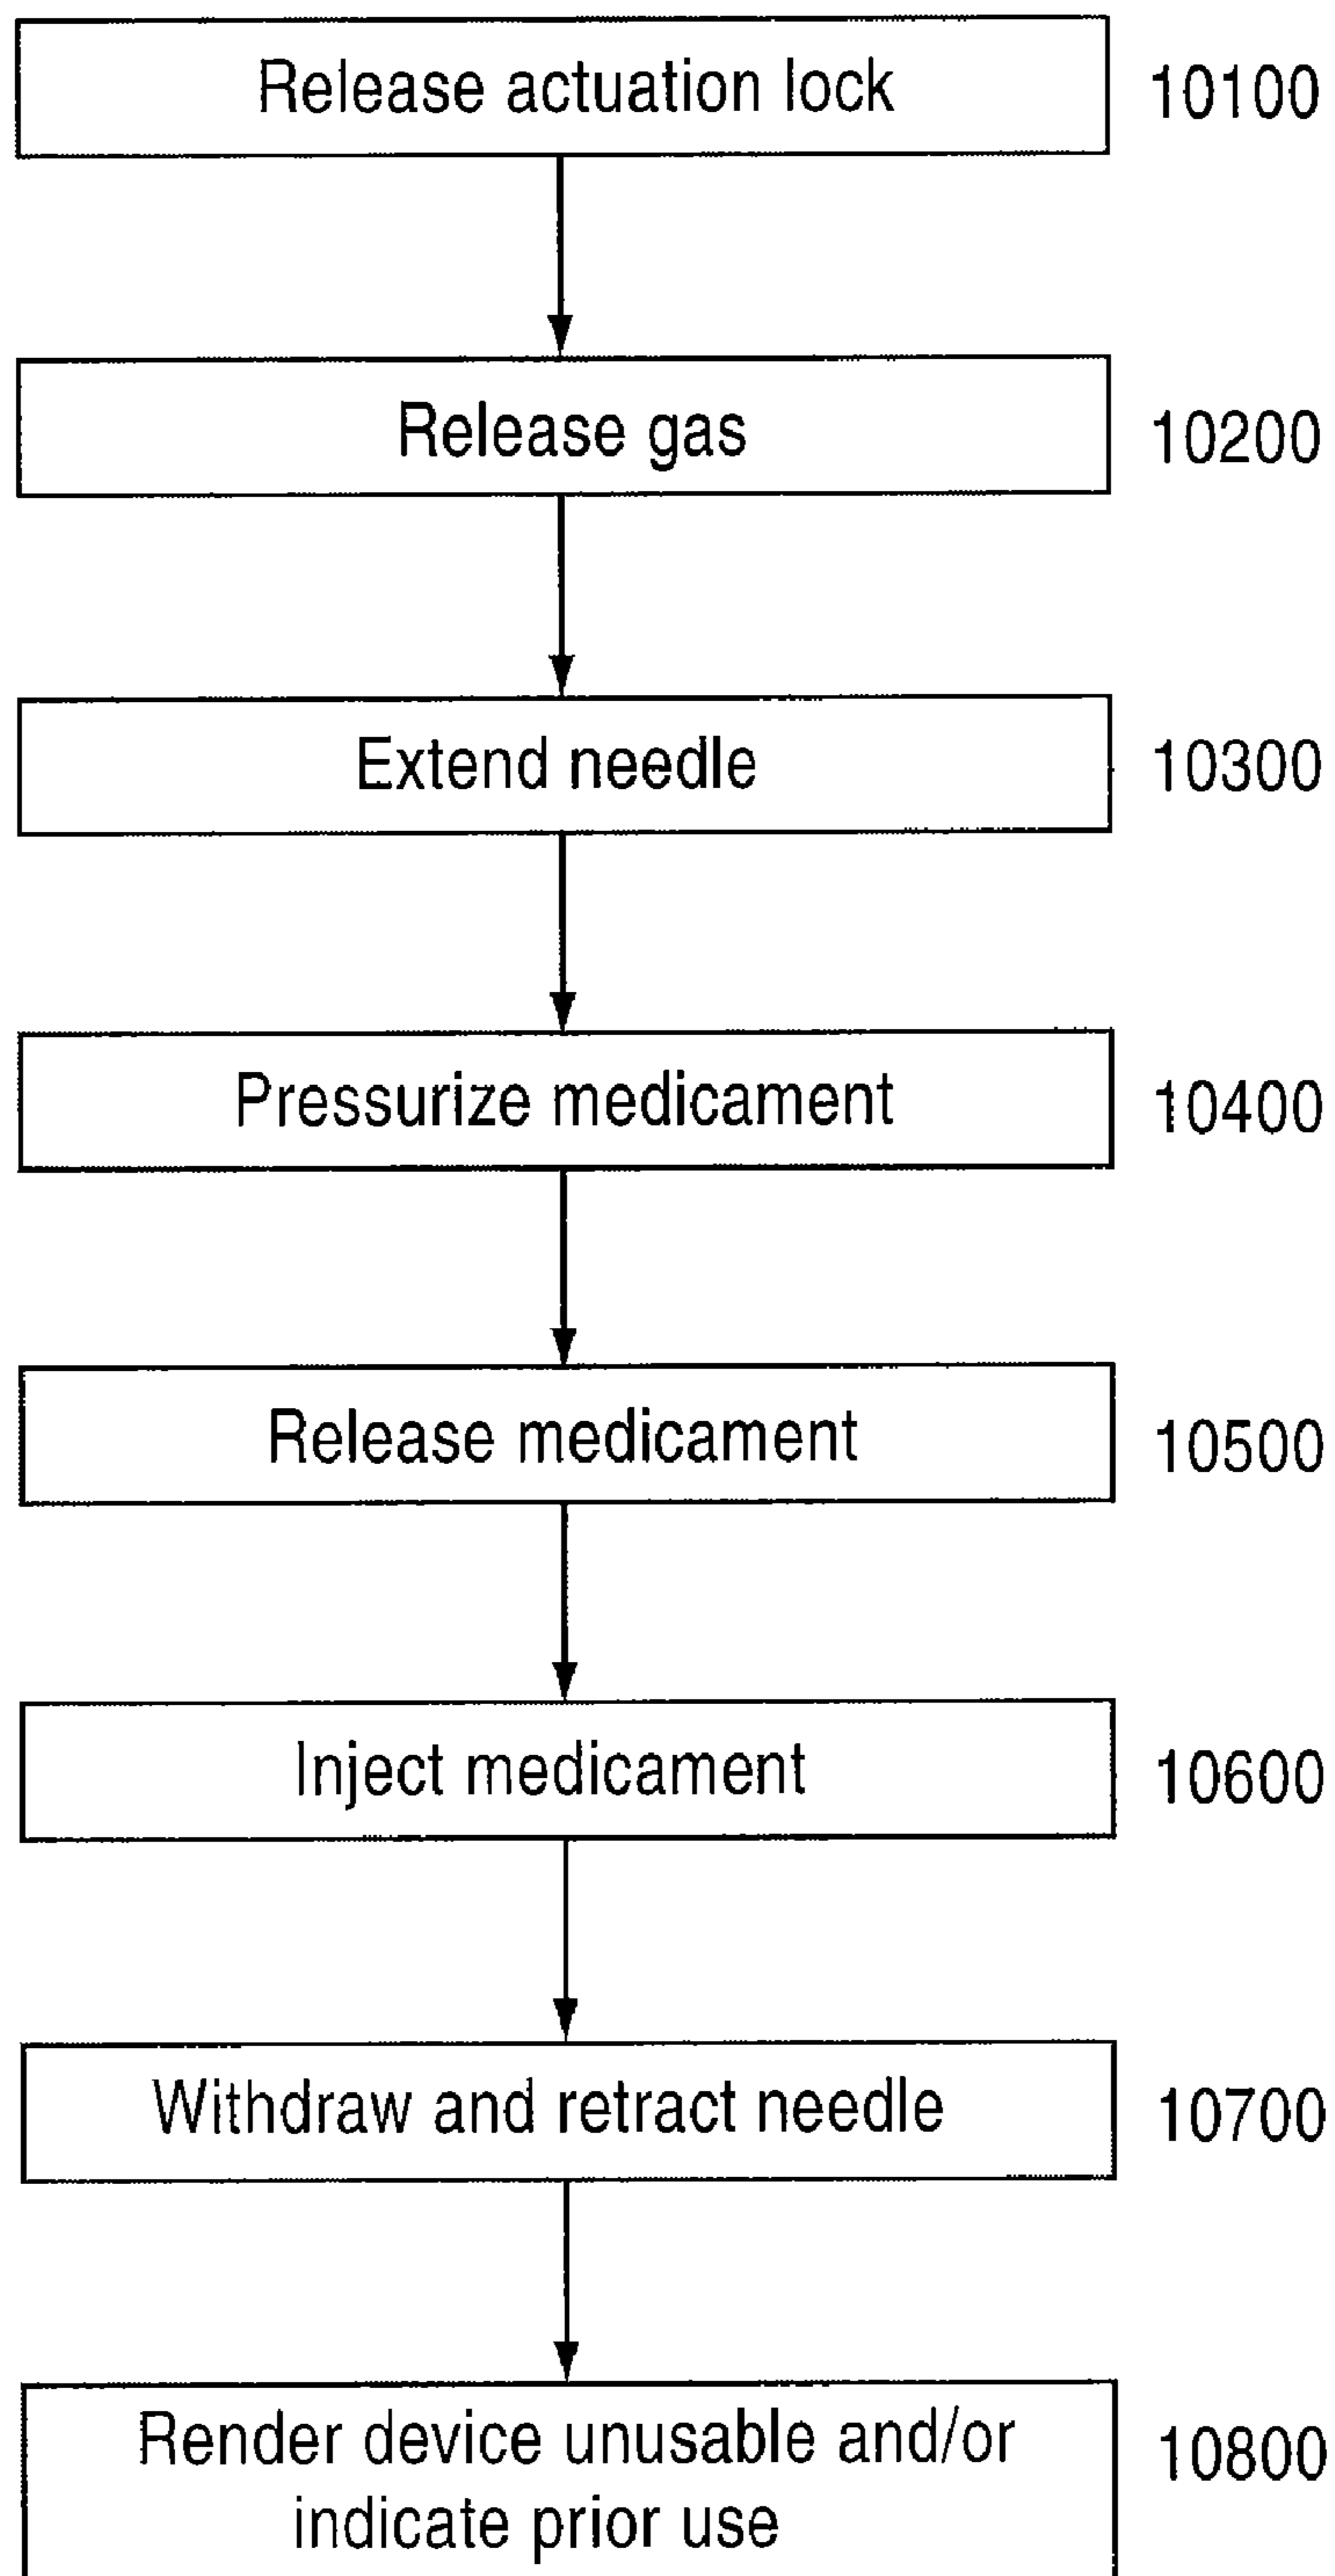 Release actuation lock 10100
Release gas 10200
Extend needle 10300
Pressurize medicament 10400
Release medicament 10500
Inject medicament 10600
Withdraw and retract needle 10700
Render device unusable and/or 10800
indicate prior use